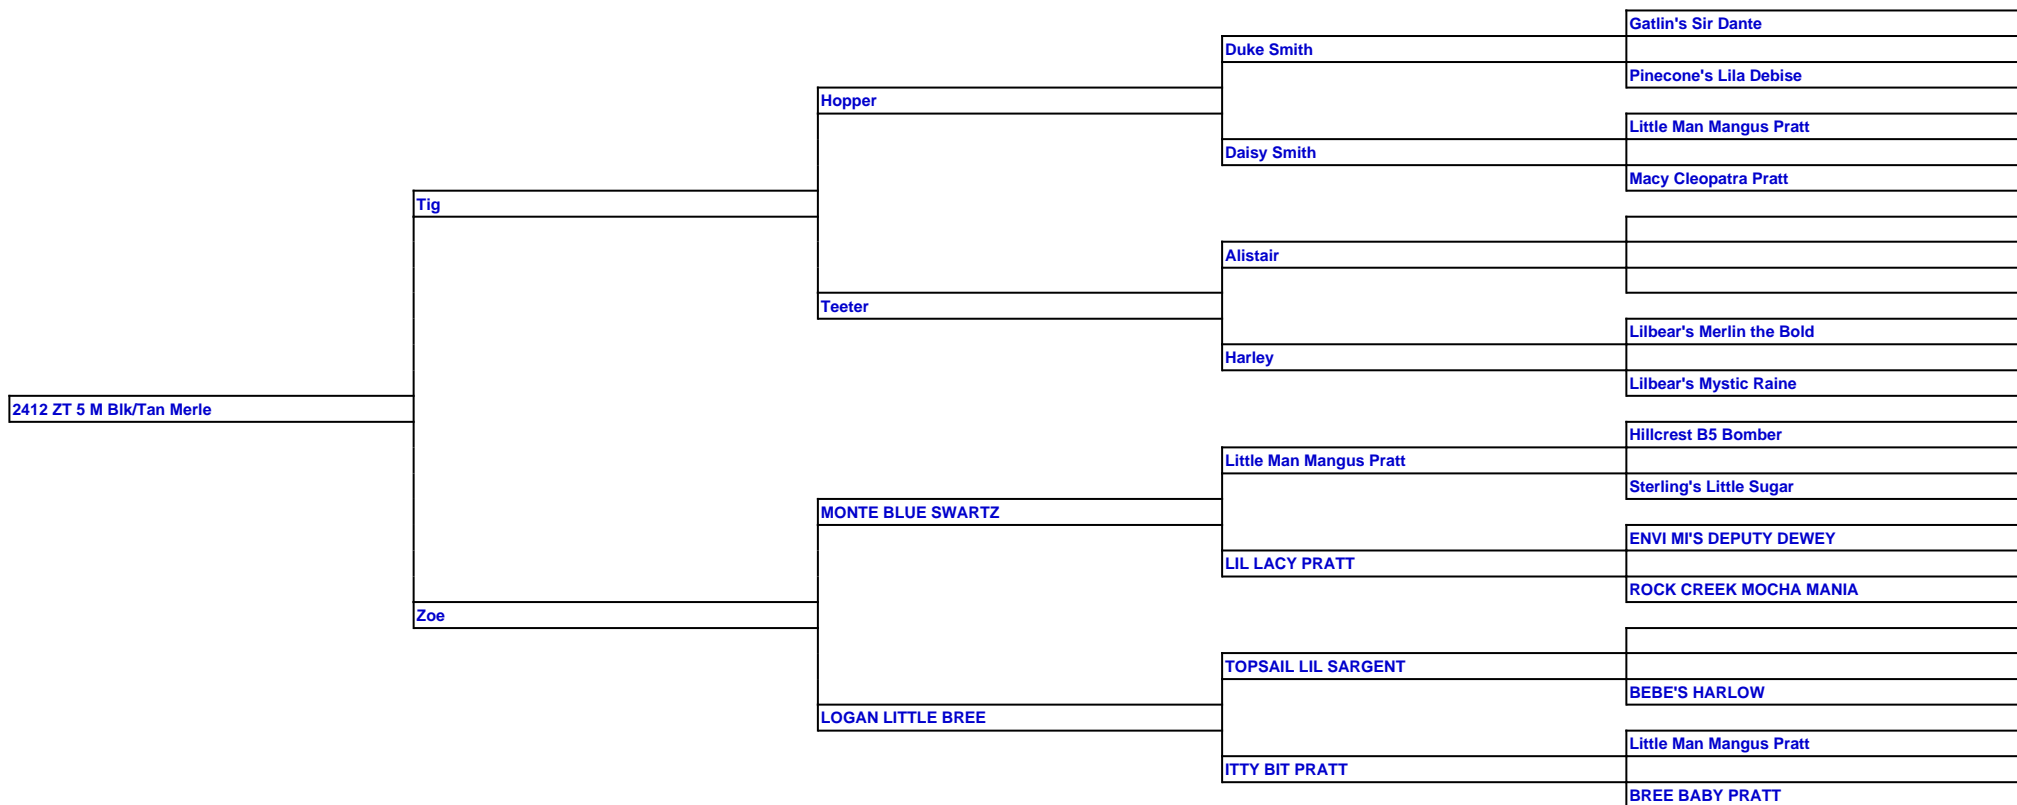 Gatlin's Sir Dante
Duke Smith
Pinecone's Lila Debise
Hopper
Little Man Mangus Pratt
Daisy Smith
Macy Cleopatra Pratt
Tig
Alistair
Teeter
Lilbear's Merlin the Bold
Harley
Lilbear's Mystic Raine
2412 ZT 5 M Blk/Tan Merle
Hillcrest B5 Bomber
Little Man Mangus Pratt
Sterling's Little Sugar
MONTE BLUE SWARTZ
ENVI MI'S DEPUTY DEWEY
LIL LACY PRATT
ROCK CREEK MOCHA MANIA
Zoe
TOPSAIL LIL SARGENT
BEBE'S HARLOW
LOGAN LITTLE BREE
Little Man Mangus Pratt
ITTY BIT PRATT
BREE BABY PRATT